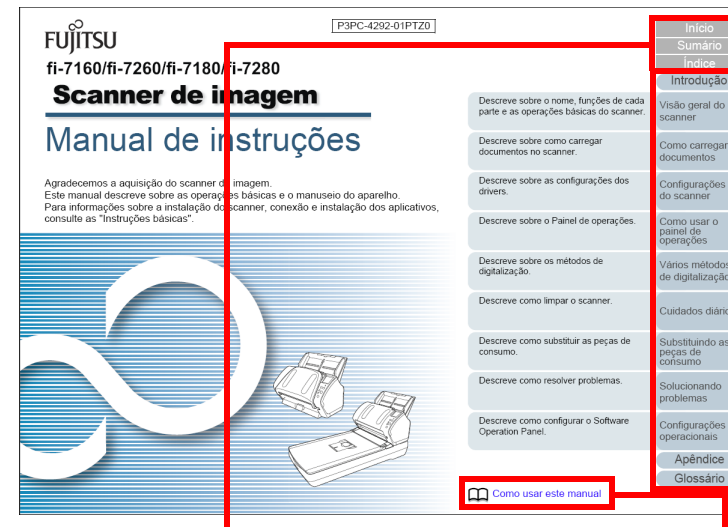 P3PC-4292-01PTZ0
FUJITSU
fi-7160/fi-7260/fi-7180/fi-7280
Scanner de imagem
Manual de instruções
Agradecemos a aquisição do scanner de imagem.
Este manual descreve sobre as operações básicas e o manuseio do aparelho.
Para informações sobre a instalação do scanner, conexão e instalação dos aplicativos,
consulte as "Instruções básicas".
Início
Sumário
Índice
Introdução
Descreve sobre o nome, funções de cada
parte e as operações básicas do scanner.
Visão geral do
scanner
Descreve sobre como carregar
documentos no scanner.
Como carregar
documentos
Descreve sobre as configurações dos
drivers.
Configurações
do scanner
Descreve sobre o Painel de operações.
Como usar o
painel de
operações
Descreve sobre os métodos de
digitalização.
Vários métodos
de digitalização
Descreve como limpar o scanner.
Cuidados diário
Descreve como substituir as peças de
consumo.
Substituindo as
peças de
consumo
Descreve como resolver problemas.
Solucionando
problemas
Descreve como configurar o Software
Operation Panel.
Configurações
operacionais
Apêndice
Glossário
Como usar este manual